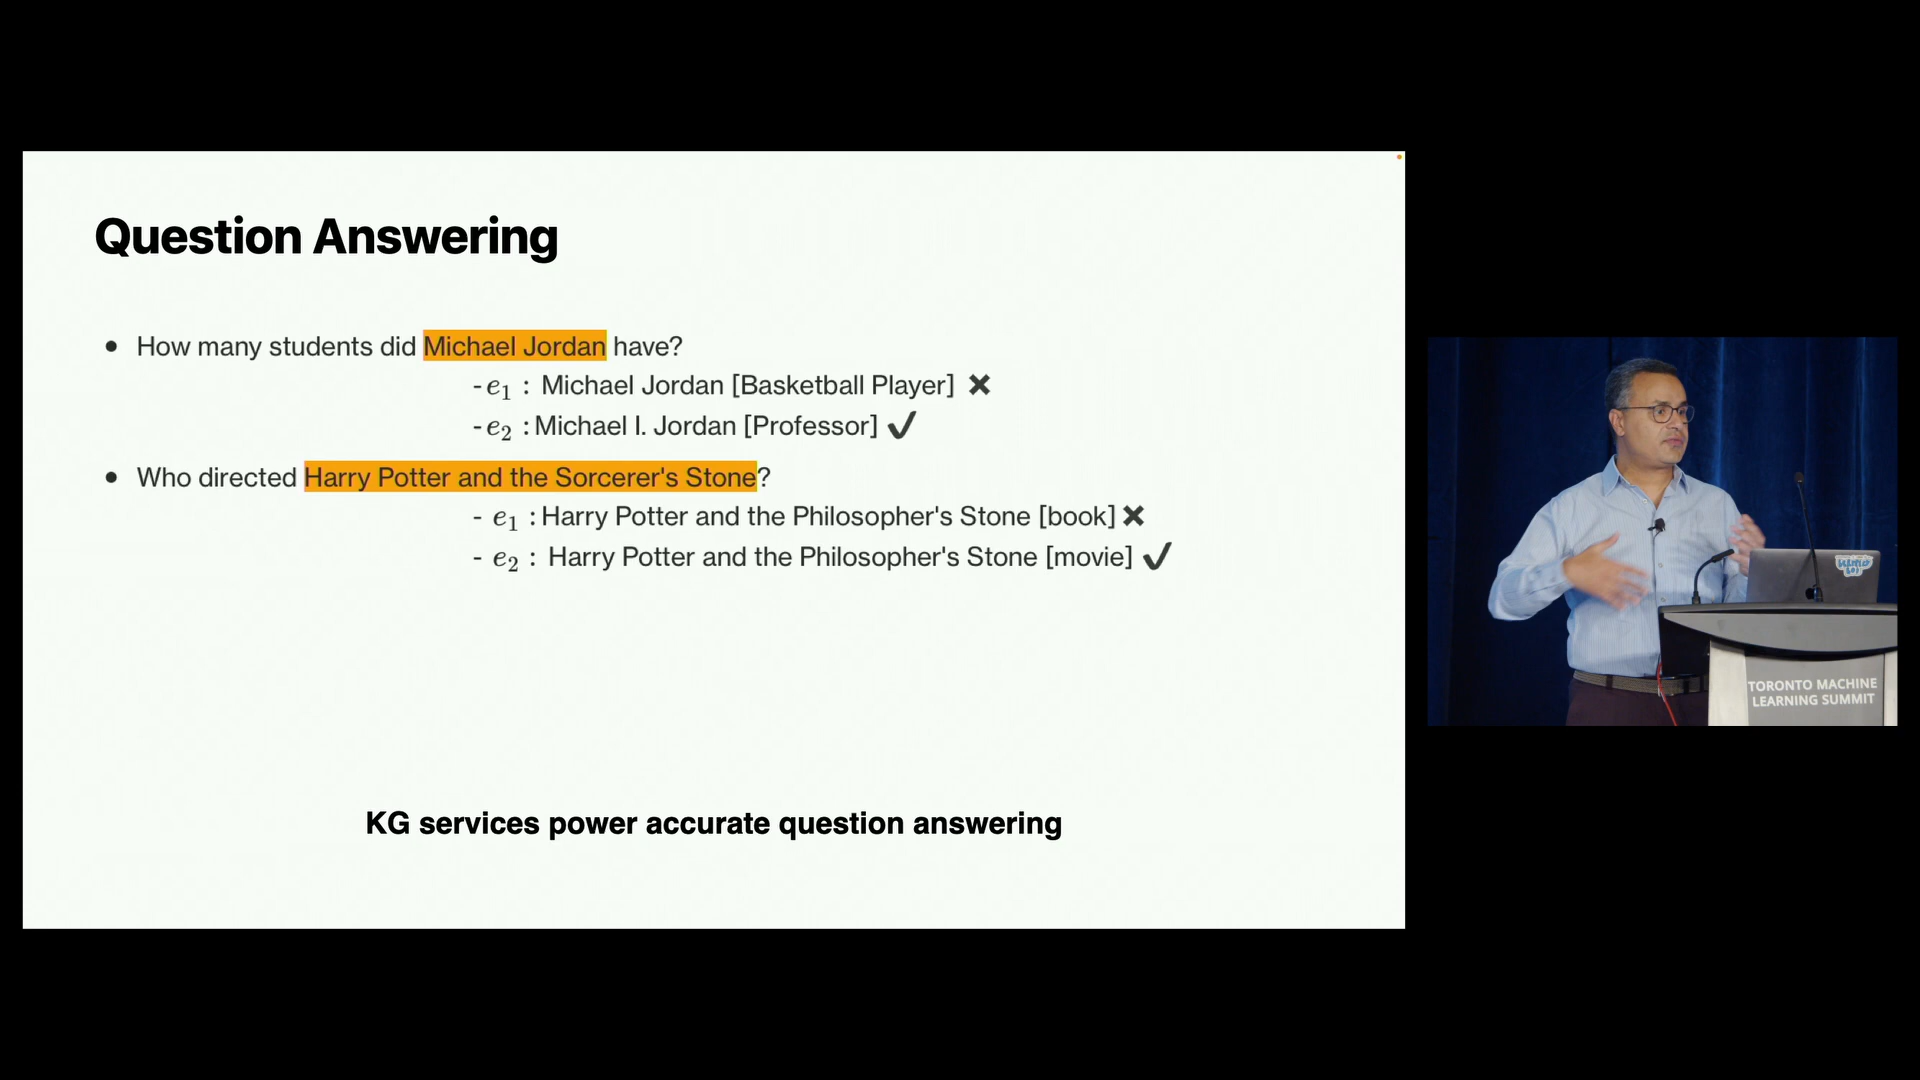 Question Answering
• How many students did Michael Jordan have?
- e₁ : Michael Jordan [Basketball Player] ✖
- e₂ : Michael I. Jordan [Professor] ✔
• Who directed Harry Potter and the Sorcerer's Stone?
- e₁ : Harry Potter and the Philosopher's Stone [book] ✖
- e₂ : Harry Potter and the Philosopher's Stone [movie] ✔
KG services power accurate question answering
TORONTO MACHINE
LEARNING SUMMIT